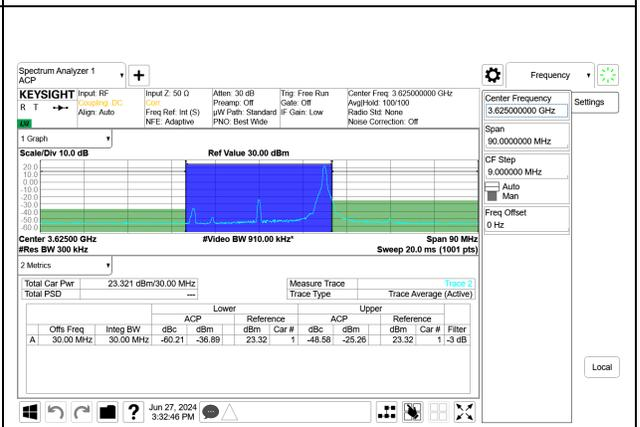 Spectrum Analyzer 1
ACP
Frequency
KEYSIGHT Input: RF Input Z: 50 Ω Atten: 30 dB Trig: Free Run Center Freq: 3.625000000 GHz
R T Coupling: DC Corr: Preamp: Off Gate: Off Avg|Hold: 100/100
Align: Auto Freq Ref: Int (S) µW Path: Standard IF Gain: Low Radio Std: None
NFE: Adaptive PNO: Best Wide Noise Correction: Off
Center Frequency
3.625000000 GHz
Settings
Span
90.0000000 MHz
CF Step
9.000000 MHz
Auto
Man
Freq Offset
0 Hz
1 Graph
Scale/Div 10.0 dB Ref Value 30.00 dBm
20.0
10.0
0.00
-10.0
-20.0
-30.0
-40.0
-50.0
-60.0
Center 3.62500 GHz #Video BW 910.00 kHz* Span 90 MHz
#Res BW 300 kHz Sweep 20.0 ms (1001 pts)
2 Metrics
Total Car Pwr 23.321 dBm/30.00 MHz Measure Trace Trace 2
Total PSD --- Trace Type Trace Average (Active)
Lower Upper
ACP Reference ACP Reference
Offs Freq Integ BW dBc dBm dBm Car # dBc dBm dBm Car # Filter
A 30.00 MHz 30.00 MHz -60.21 -36.89 23.32 1 -48.58 -25.26 23.32 1 -3 dB
Local
Jun 27, 2024
3:32:46 PM